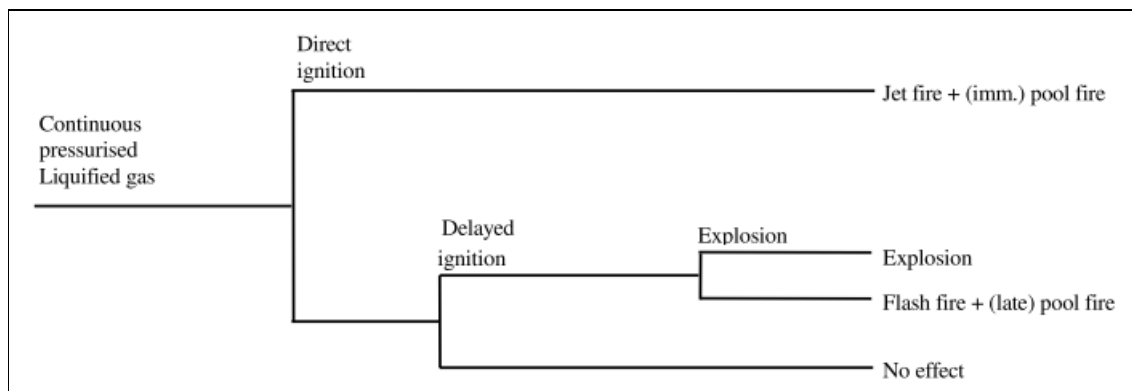 Direct
ignition
Jet fire + (imm.) pool fire
Continuous
pressurised
Liquified gas
Delayed
ignition
Explosion
Explosion
Flash fire + (late) pool fire
No effect